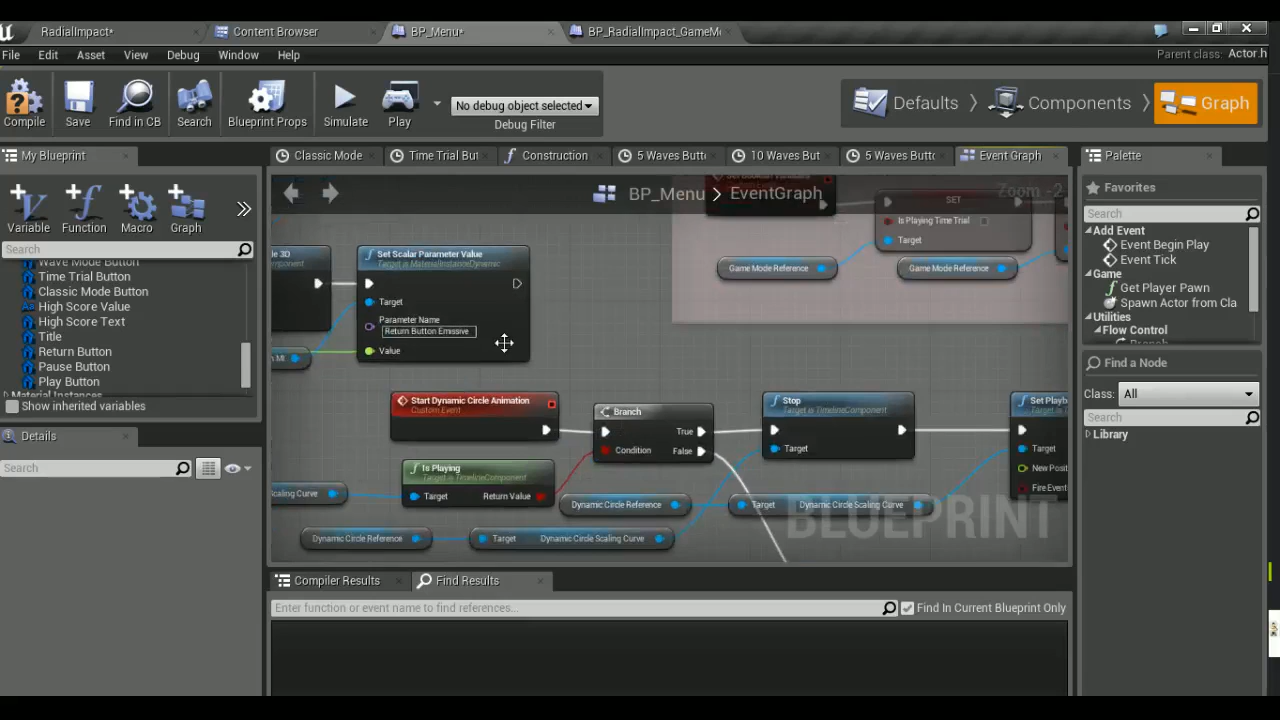 RadialImpact*
Content Browser
BP_Menu*
BP_RadialImpact_GameM
File Edit Asset View Debug Window Help
Parent class: Actor.h
Compile
Save
Find in CB
Search
Blueprint Props
Simulate
Play
No debug object selected
Debug Filter
Defaults
Components
Graph
My Blueprint
Classic Mode
Time Trial But
Construction
5 Waves Butt
10 Waves But
5 Waves Butt
Event Graph
Palette
Variable
Function
Macro
Graph
Search
Wave Mode Button
Time Trial Button
Classic Mode Button
High Score Value
High Score Text
Title
Return Button
Pause Button
Play Button
Material Instances
Show inherited variables
Details
Search
BP_Menu > EventGraph
Zoom -2
Set Scalar Parameter Value
Target is MaterialInstanceDynamic
Target
Parameter Name
Return Button Emissive
Value
SET
Is Playing Time Trial
Target
Game Mode Reference
Game Mode Reference
Start Dynamic Circle Animation
Custom Event
Branch
True
Condition
False
Stop
Target is TimelineComponent
Target
Set Playb
Target is T
Target
New Posit
Fire Event
Is Playing
Target is TimelineComponent
Target
Return Value
Scaling Curve
Dynamic Circle Reference
Target
Dynamic Circle Scaling Curve
Dynamic Circle Reference
Target
Dynamic Circle Scaling Curve
BLUEPRINT
Favorites
Search
Add Event
Event Begin Play
Event Tick
Game
Get Player Pawn
Spawn Actor from Cla
Utilities
Flow Control
Branch
Find a Node
Class: All
Search
Library
Compiler Results
Find Results
Enter function or event name to find references...
Find In Current Blueprint Only